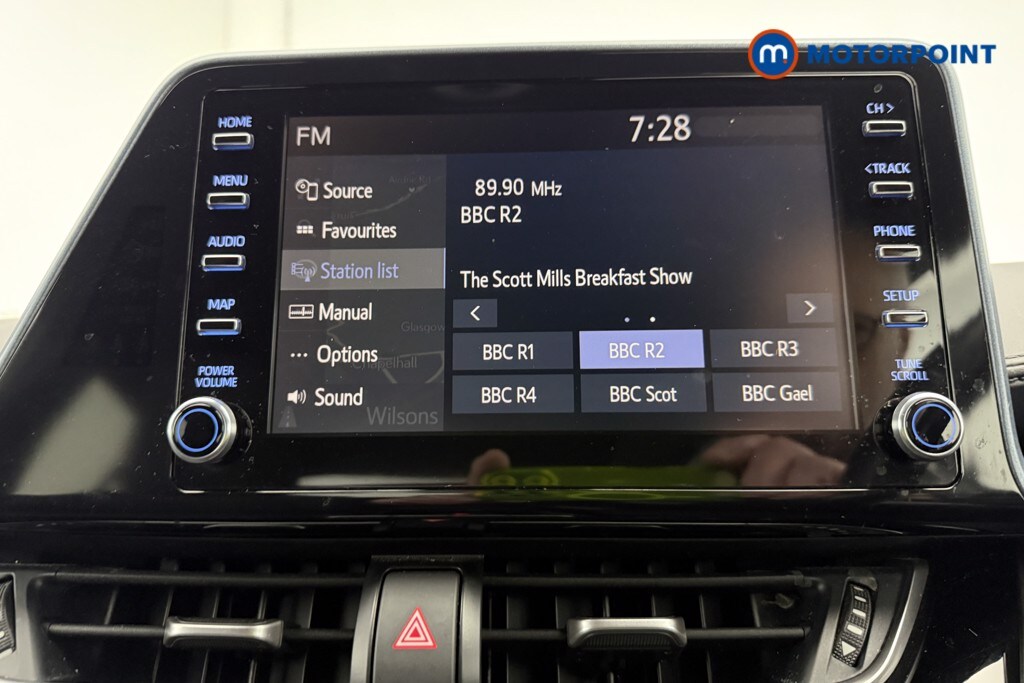 m MOTORPOINT
HOME
MENU
AUDIO
MAP
POWER
VOLUME
FM
7:28
Source
Favourites
Station list
Manual
Options
Sound
Glasgow
Chapelhall
Wilsons
89.90 MHz
BBC R2
The Scott Mills Breakfast Show
< >
BBC R1 BBC R2 BBC R3
BBC R4 BBC Scot BBC Gael
CH >
< TRACK
PHONE
SETUP
TUNE
SCROLL